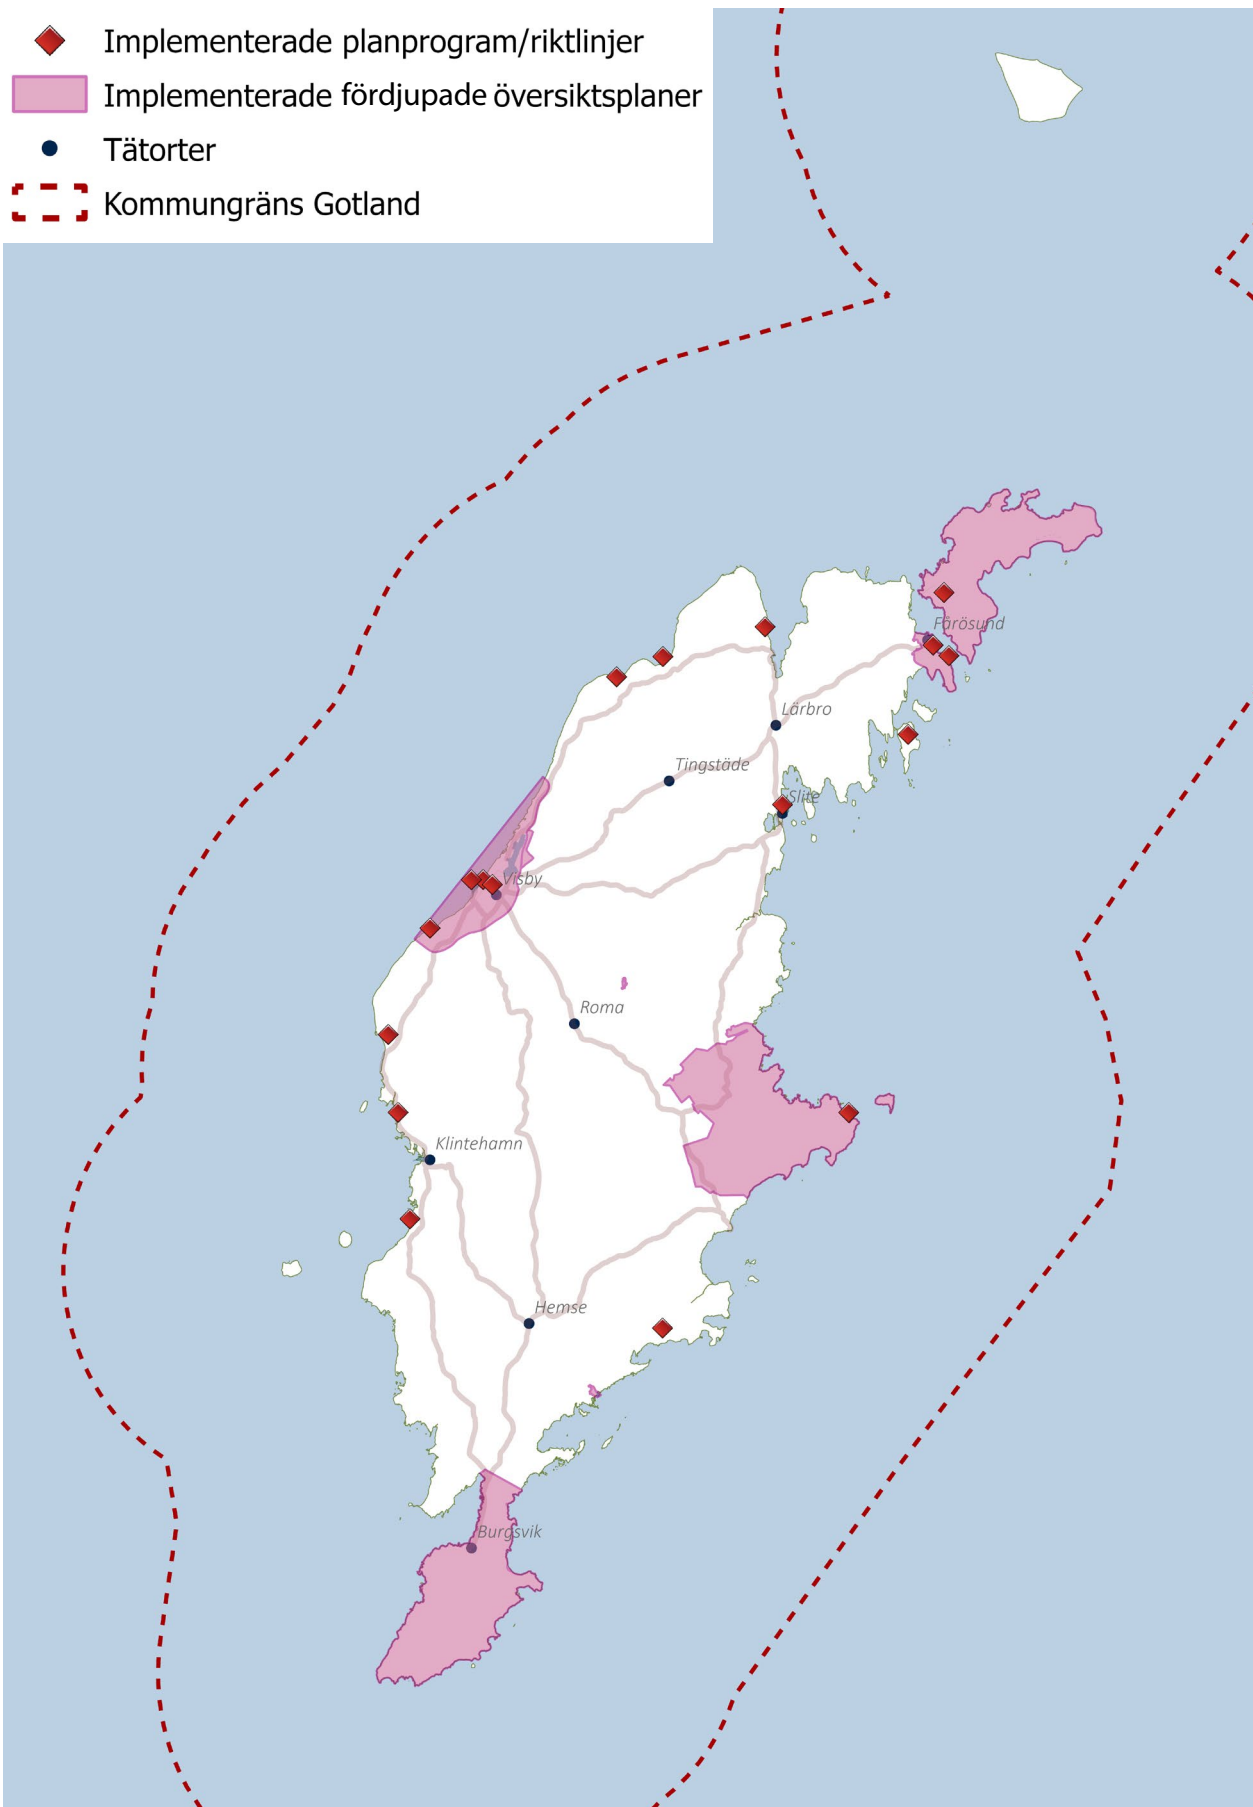 Implementerade planprogram/riktlinjer
Implementerade fördjupade översiktsplaner
Tätorter
Kommungräns Gotland
Fårösund
Lärbro
Tingstäde
Slite
Visby
Roma
Klintehamn
Hemse
Burgsvik